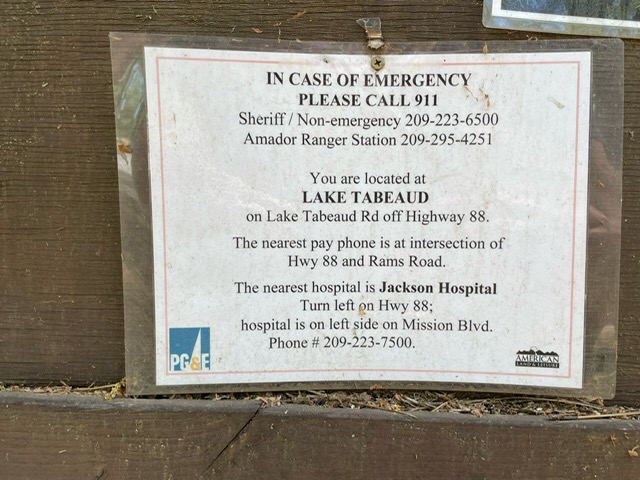 IN CASE OF EMERGENCY
PLEASE CALL 911
Sheriff / Non-emergency 209-223-6500
Amador Ranger Station 209-295-4251
You are located at
LAKE TABEAUD
on Lake Tabeaud Rd off Highway 88.
The nearest pay phone is at intersection of
Hwy 88 and Rams Road.
The nearest hospital is Jackson Hospital
Turn left on Hwy 88;
hospital is on left side on Mission Blvd.
Phone # 209-223-7500.
PG&E
AMERICAN
LAND & LEISURE